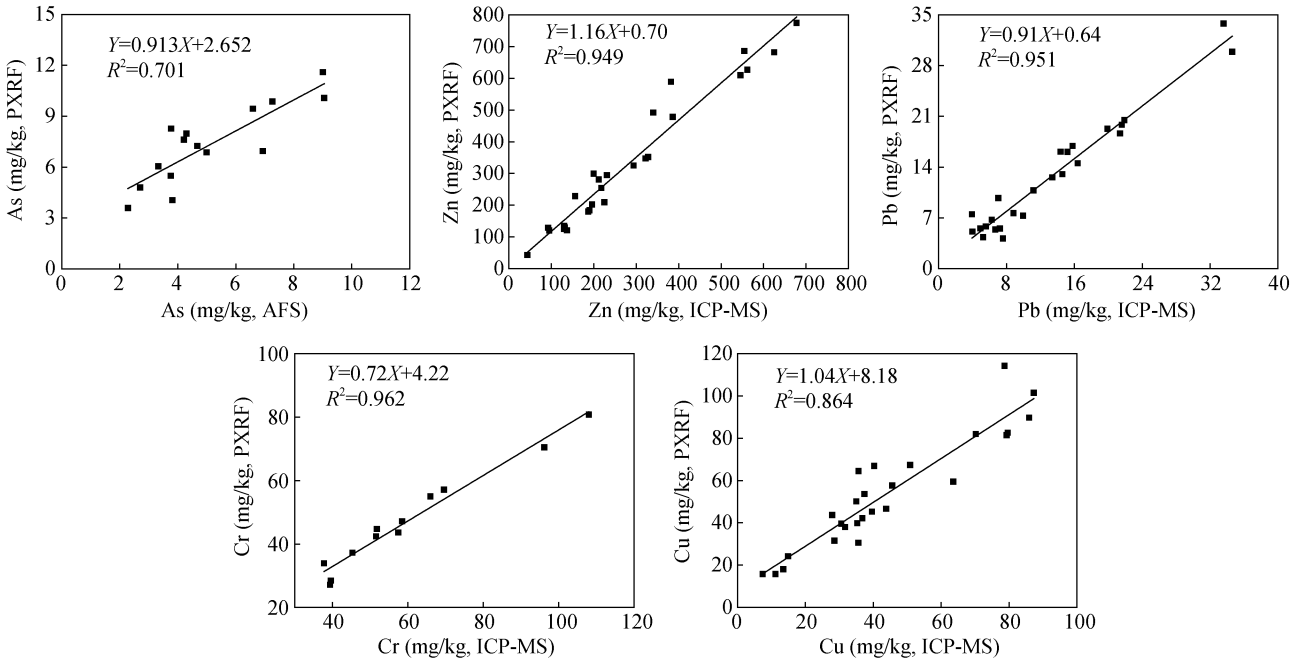 Y=0.913X+2.652
R²=0.701
As (mg/kg, PXRF)
15
12
9
6
3
0
0 2 4 6 8 10 12
As (mg/kg, AFS)
Y=1.16X+0.70
R²=0.949
Zn (mg/kg, PXRF)
800
700
600
500
400
300
200
100
0
0 100 200 300 400 500 600 700 800
Zn (mg/kg, ICP-MS)
Y=0.91X+0.64
R²=0.951
Pb (mg/kg, PXRF)
35
28
21
14
7
0
0 8 16 24 32 40
Pb (mg/kg, ICP-MS)
Y=0.72X+4.22
R²=0.962
Cr (mg/kg, PXRF)
100
80
60
40
20
40 60 80 100 120
Cr (mg/kg, ICP-MS)
Y=1.04X+8.18
R²=0.864
Cu (mg/kg, PXRF)
120
100
80
60
40
20
0
0 20 40 60 80 100
Cu (mg/kg, ICP-MS)